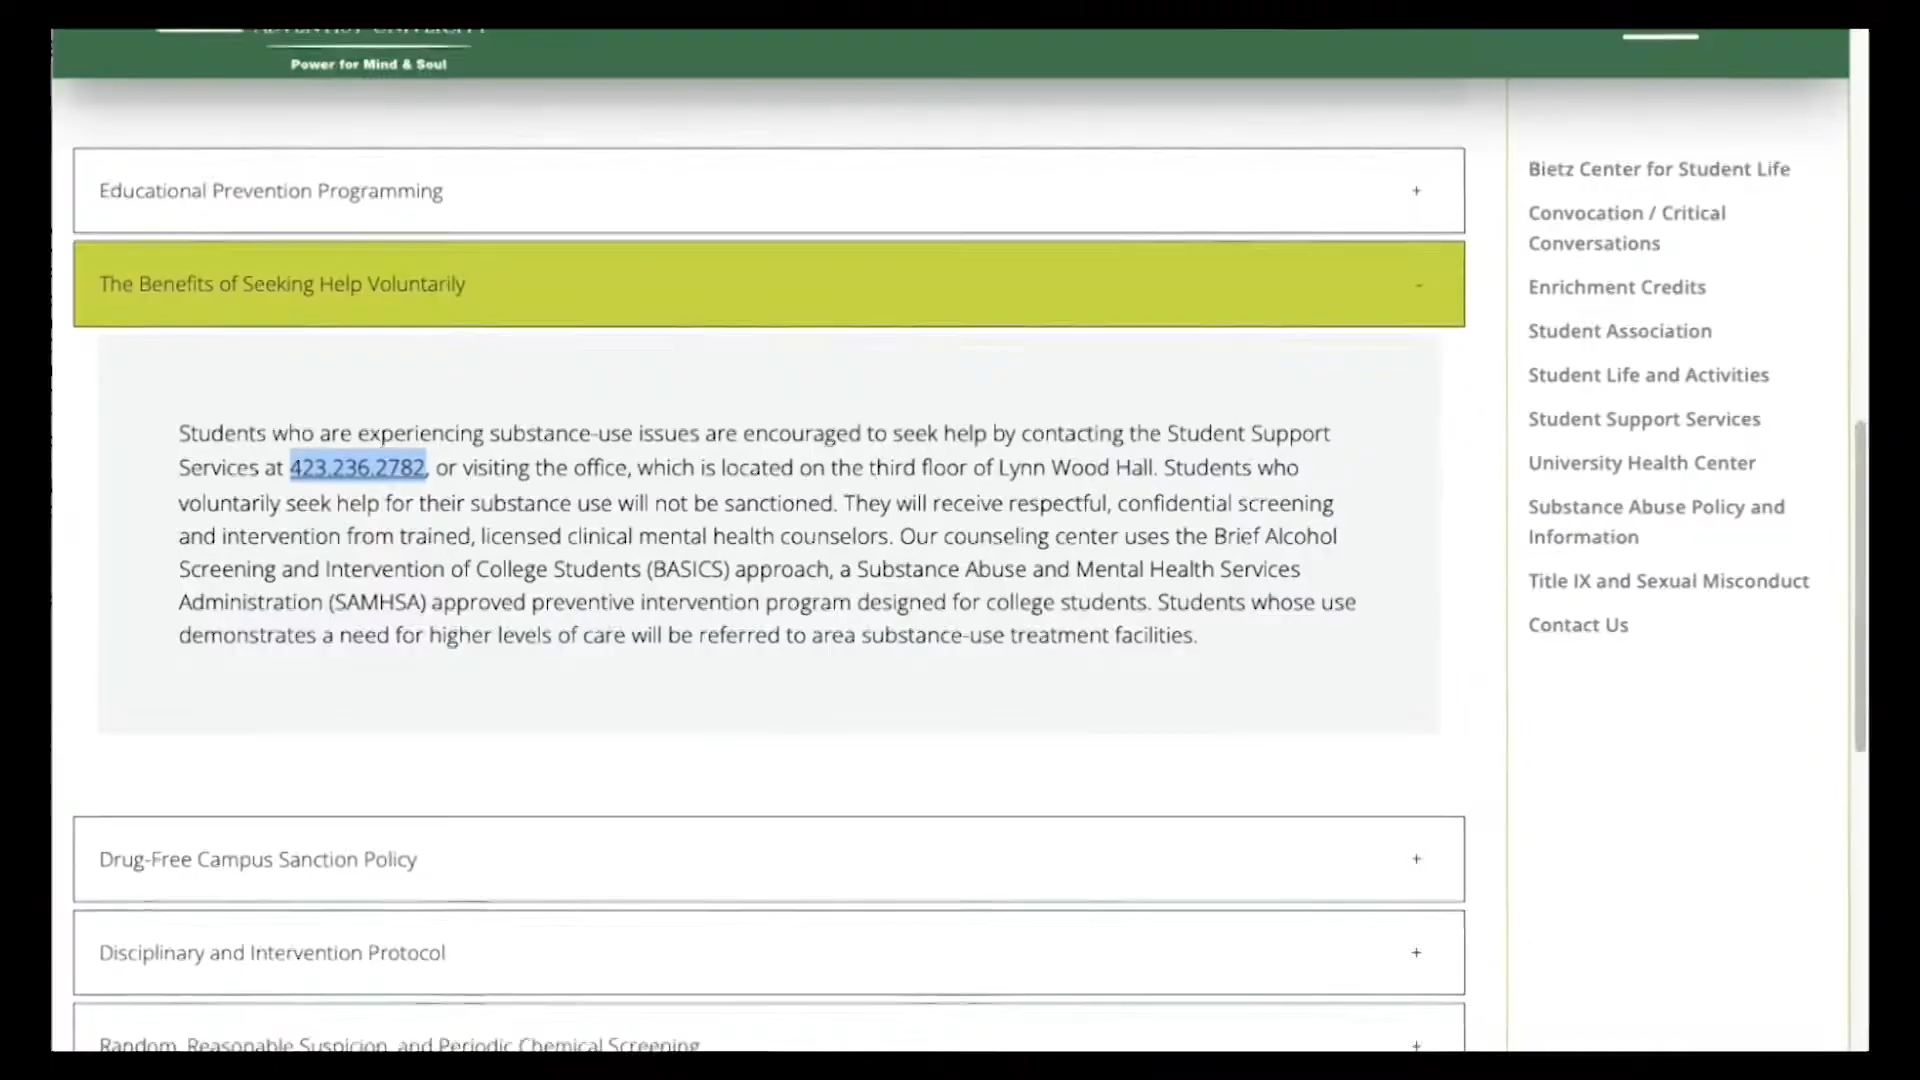 ADVENTIST UNIVERSITY
Power for Mind & Soul
Educational Prevention Programming +
The Benefits of Seeking Help Voluntarily -
Students who are experiencing substance-use issues are encouraged to seek help by contacting the Student Support
Services at 423.236.2782, or visiting the office, which is located on the third floor of Lynn Wood Hall. Students who
voluntarily seek help for their substance use will not be sanctioned. They will receive respectful, confidential screening
and intervention from trained, licensed clinical mental health counselors. Our counseling center uses the Brief Alcohol
Screening and Intervention of College Students (BASICS) approach, a Substance Abuse and Mental Health Services
Administration (SAMHSA) approved preventive intervention program designed for college students. Students whose use
demonstrates a need for higher levels of care will be referred to area substance-use treatment facilities.
Drug-Free Campus Sanction Policy +
Disciplinary and Intervention Protocol +
Random, Reasonable Suspicion, and Periodic Chemical Screening +
Bietz Center for Student Life
Convocation / Critical
Conversations
Enrichment Credits
Student Association
Student Life and Activities
Student Support Services
University Health Center
Substance Abuse Policy and
Information
Title IX and Sexual Misconduct
Contact Us